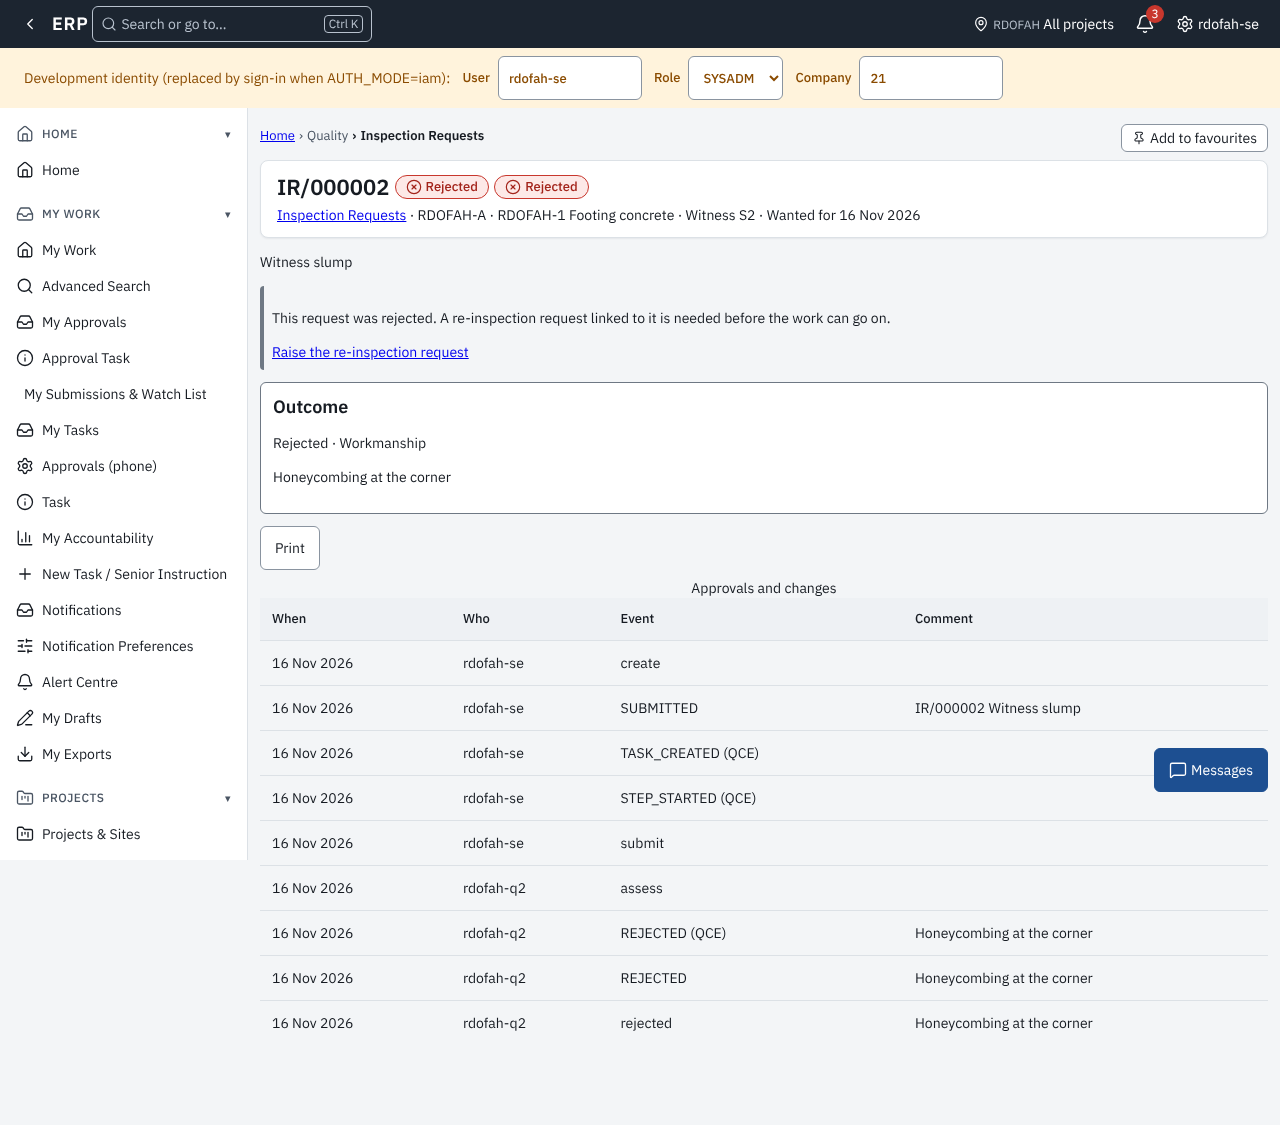 ERP Search or go to... Ctrl K RDOFAH All projects 3 rdofah-se
Development identity (replaced by sign-in when AUTH_MODE=iam): User rdofah-se Role SYSADM Company 21
HOME
Home
MY WORK
My Work
Advanced Search
My Approvals
Approval Task
My Submissions & Watch List
My Tasks
Approvals (phone)
Task
My Accountability
New Task / Senior Instruction
Notifications
Notification Preferences
Alert Centre
My Drafts
My Exports
PROJECTS
Projects & Sites
Home › Quality › Inspection Requests
Add to favourites
IR/000002 Rejected Rejected
Inspection Requests · RDOFAH-A · RDOFAH-1 Footing concrete · Witness S2 · Wanted for 16 Nov 2026
Witness slump
This request was rejected. A re-inspection request linked to it is needed before the work can go on.
Raise the re-inspection request
Outcome
Rejected · Workmanship
Honeycombing at the corner
Print
Approvals and changes
When Who Event Comment
16 Nov 2026 rdofah-se create
16 Nov 2026 rdofah-se SUBMITTED IR/000002 Witness slump
16 Nov 2026 rdofah-se TASK_CREATED (QCE)
16 Nov 2026 rdofah-se STEP_STARTED (QCE)
16 Nov 2026 rdofah-se submit
16 Nov 2026 rdofah-q2 assess
16 Nov 2026 rdofah-q2 REJECTED (QCE) Honeycombing at the corner
16 Nov 2026 rdofah-q2 REJECTED Honeycombing at the corner
16 Nov 2026 rdofah-q2 rejected Honeycombing at the corner
Messages